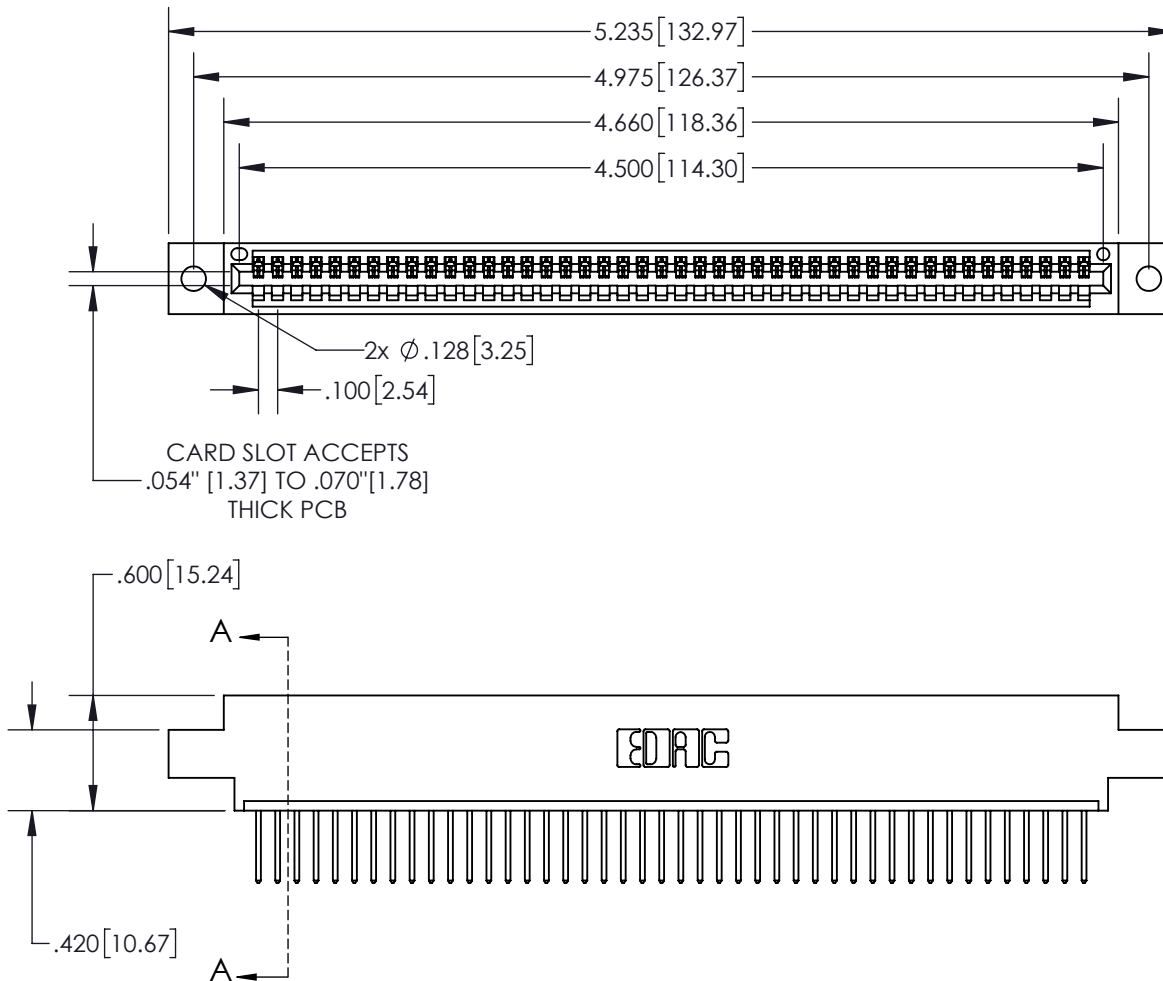 5.235[132.97]
4.975[126.37]
4.660[118.36]
4.500[114.30]
2x Ø.128[3.25]
.100[2.54]
CARD SLOT ACCEPTS
.054" [1.37] TO .070"[1.78]
THICK PCB
.600[15.24]
A
EDAC
.420[10.67]
A